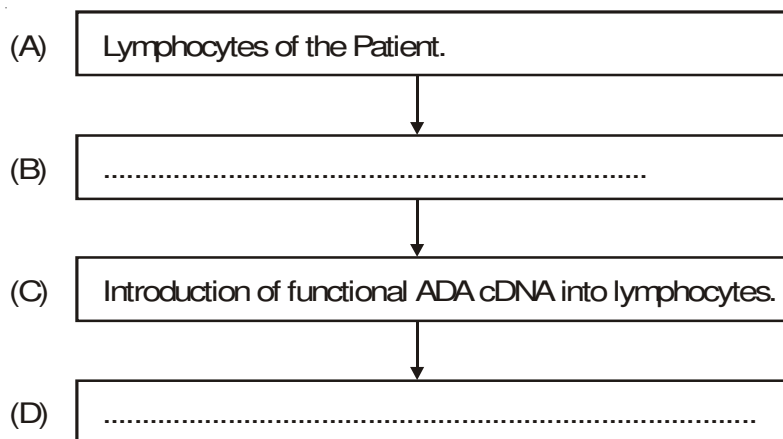 (A) Lymphocytes of the Patient.
(B) ........................................................................
(C) Introduction of functional ADA cDNA into lymphocytes.
(D) ......................................................................................